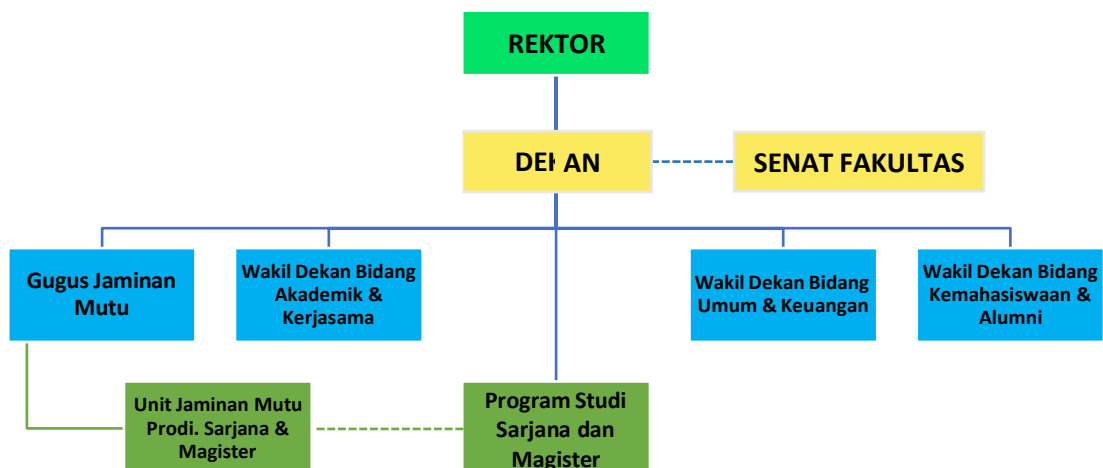 REKTOR
DEKAN
SENAT FAKULTAS
Gugus Jaminan
Mutu
Wakil Dekan Bidang
Akademik &
Kerjasama
Wakil Dekan Bidang
Umum & Keuangan
Wakil Dekan Bidang
Kemahasiswaan &
Alumni
Unit Jaminan Mutu
Prodi. Sarjana &
Magister
Program Studi
Sarjana dan
Magister